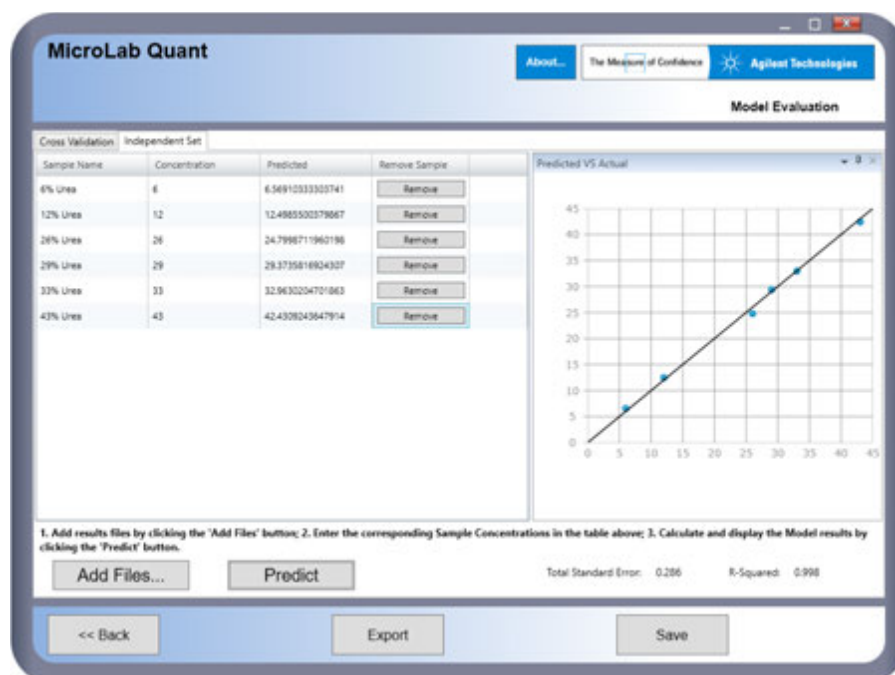 MicroLab Quant
About...
The Measure of Confidence
Agilent Technologies
Model Evaluation
Cross Validation Independent Set
Sample Name Concentration Predicted Remove Sample
6% Urea 6 6.56910333303741 Remove
12% Urea 12 12.4985500379867 Remove
26% Urea 26 24.7998711960198 Remove
29% Urea 29 29.3735816924307 Remove
33% Urea 33 32.9630204701863 Remove
43% Urea 43 42.4309243647914 Remove
Predicted VS Actual
45
40
35
30
25
20
15
10
5
0
0 5 10 15 20 25 30 35 40 45
1. Add results files by clicking the 'Add Files' button; 2. Enter the corresponding Sample Concentrations in the table above; 3. Calculate and display the Model results by
clicking the 'Predict' button.
Add Files... Predict Total Standard Error: 0.286 R-Squared: 0.998
<< Back Export Save